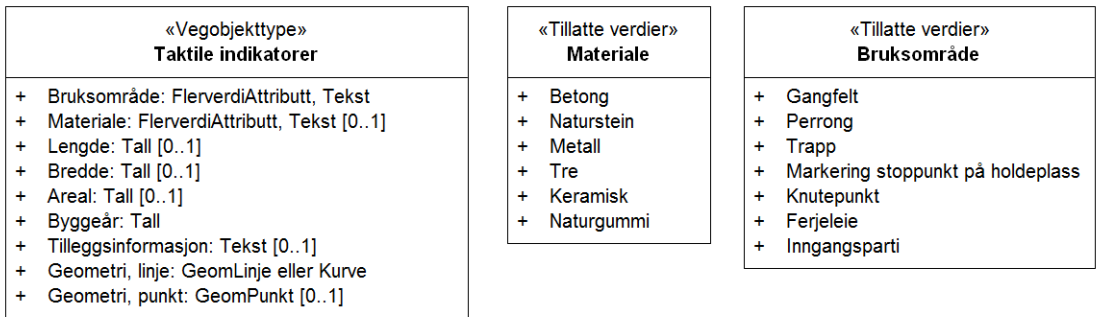 «Vegobjekttype»
Taktile indikatorer
+ Bruksområde: FlerverdiAttributt, Tekst
+ Materiale: FlerverdiAttributt, Tekst [0..1]
+ Lengde: Tall [0..1]
+ Bredde: Tall [0..1]
+ Areal: Tall [0..1]
+ Byggeår: Tall
+ Tilleggsinformasjon: Tekst [0..1]
+ Geometri, linje: GeomLinje eller Kurve
+ Geometri, punkt: GeomPunkt [0..1]
«Tillatte verdier»
Materiale
+ Betong
+ Naturstein
+ Metall
+ Tre
+ Keramisk
+ Naturgummi
«Tillatte verdier»
Bruksområde
+ Gangfelt
+ Perrong
+ Trapp
+ Markering stoppunkt på holdeplass
+ Knutepunkt
+ Ferjeleie
+ Inngangsparti